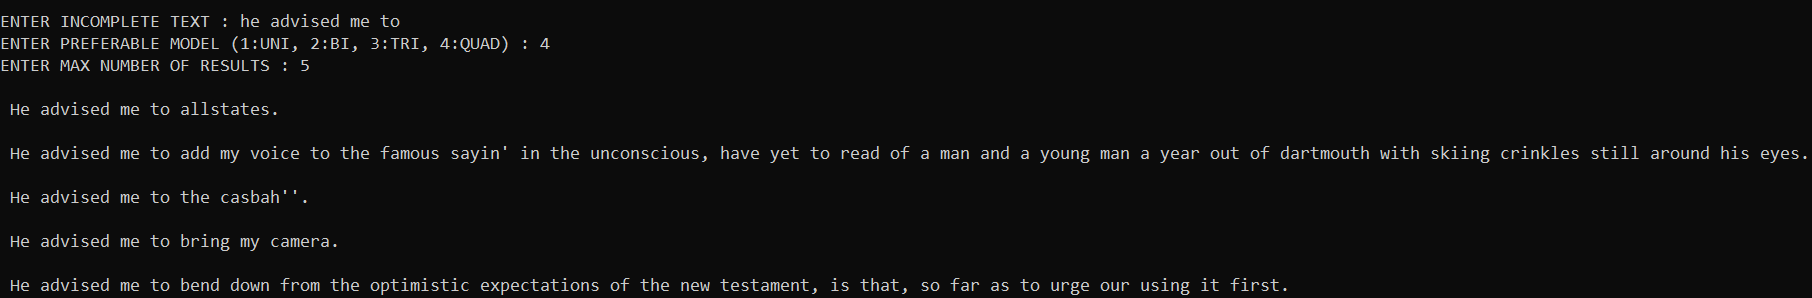 ENTER INCOMPLETE TEXT : he advised me to
ENTER PREFERABLE MODEL (1:UNI, 2:BI, 3:TRI, 4:QUAD) : 4
ENTER MAX NUMBER OF RESULTS : 5
He advised me to allstates.
He advised me to add my voice to the famous sayin' in the unconscious, have yet to read of a man and a young man a year out of dartmouth with skiing crinkles still around his eyes.
He advised me to the casbah''.
He advised me to bring my camera.
He advised me to bend down from the optimistic expectations of the new testament, is that, so far as to urge our using it first.